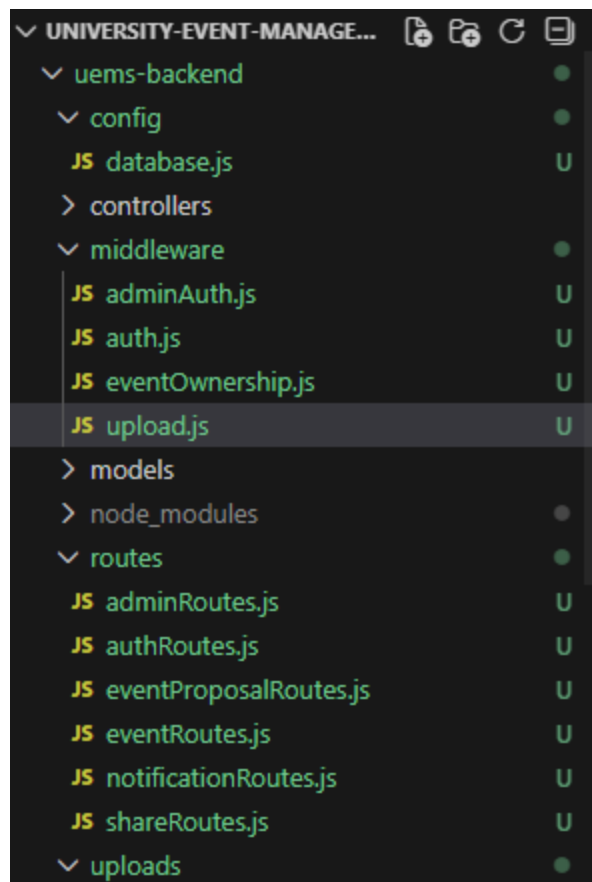 UNIVERSITY-EVENT-MANAGE...
uems-backend
config
JS database.js U
controllers
middleware
JS adminAuth.js U
JS auth.js U
JS eventOwnership.js U
JS upload.js U
models
node_modules
routes
JS adminRoutes.js U
JS authRoutes.js U
JS eventProposalRoutes.js U
JS eventRoutes.js U
JS notificationRoutes.js U
JS shareRoutes.js U
uploads